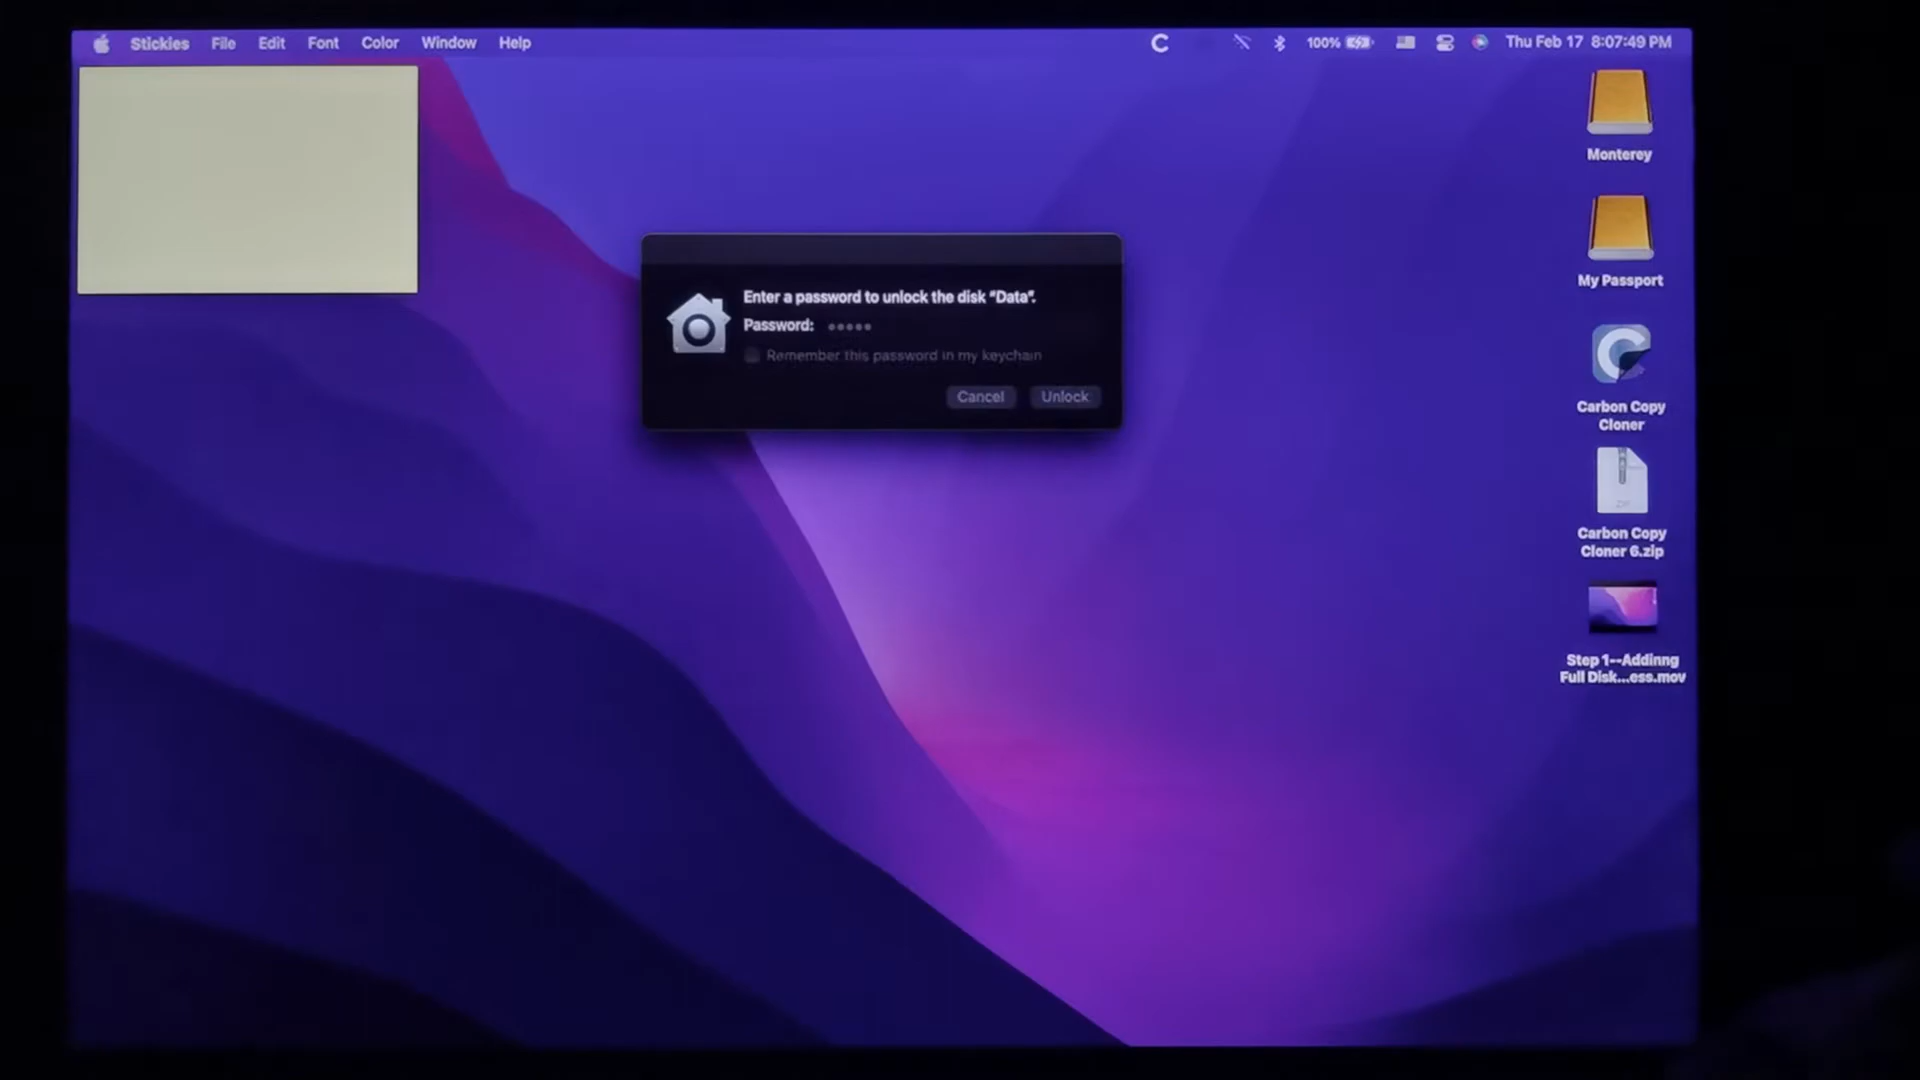 Stickies File Edit Font Color Window Help
100% Thu Feb 17 8:07:49 PM
Monterey
My Passport
Enter a password to unlock the disk “Data”.
Password: •••••
Remember this password in my keychain
Cancel Unlock
Carbon Copy
Cloner
ZIP
Carbon Copy
Cloner 6.zip
Step 1--Addinng
Full Disk...ess.mov